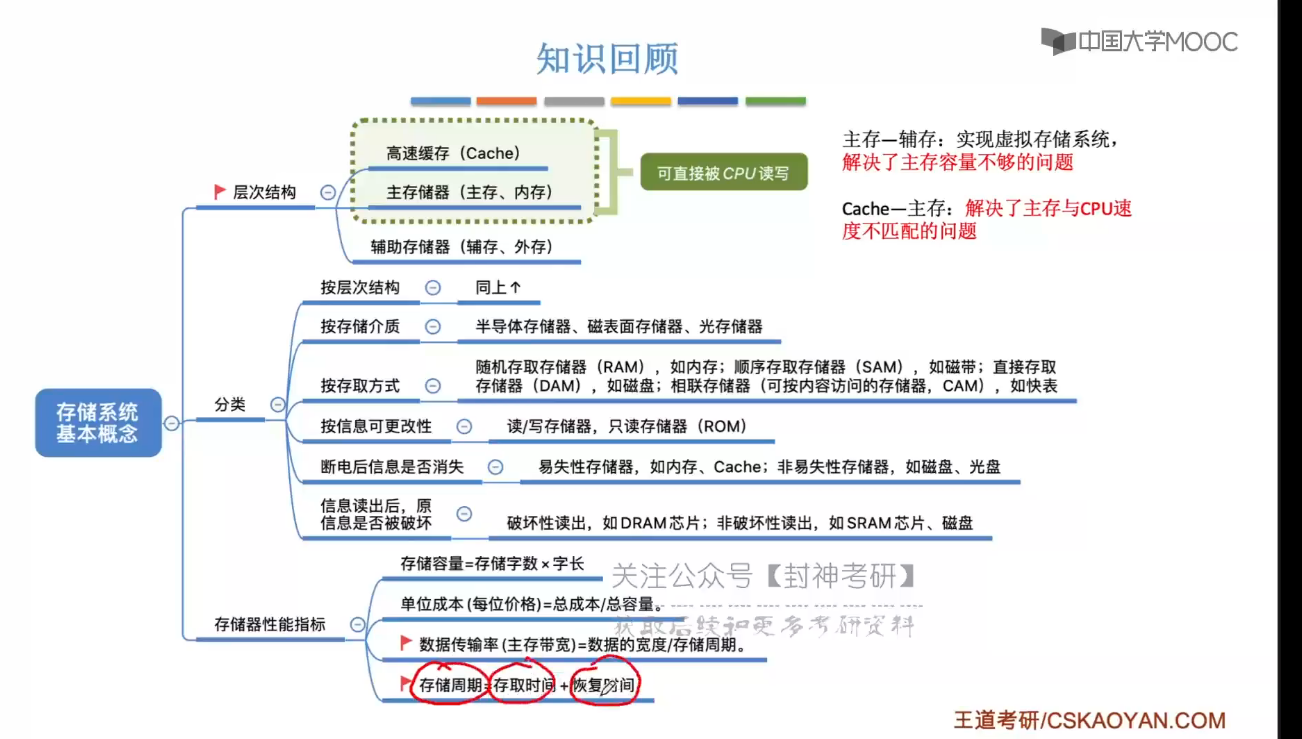 中国大学MOOC
知识回顾
主存—辅存：实现虚拟存储系统，
解决了主存容量不够的问题
Cache—主存：解决了主存与CPU速
度不匹配的问题
存储系统
基本概念
层次结构
高速缓存（Cache）
主存储器（主存、内存）
可直接被CPU读写
辅助存储器（辅存、外存）
分类
按层次结构
同上↑
按存储介质
半导体存储器、磁表面存储器、光存储器
按存取方式
随机存取存储器（RAM），如内存；顺序存取存储器（SAM），如磁带；直接存取
存储器（DAM），如磁盘；相联存储器（可按内容访问的存储器，CAM），如快表
按信息可更改性
读/写存储器，只读存储器（ROM）
断电后信息是否消失
易失性存储器，如内存、Cache；非易失性存储器，如磁盘、光盘
信息读出后，原
信息是否被破坏
破坏性读出，如DRAM芯片；非破坏性读出，如SRAM芯片、磁盘
存储器性能指标
存储容量=存储字数×字长
单位成本(每位价格)=总成本/总容量。
数据传输率(主存带宽)=数据的宽度/存储周期。
存储周期=存取时间+恢复时间
关注公众号【封神考研】
获取后续和更多考研资料
王道考研/CSKAOYAN.COM